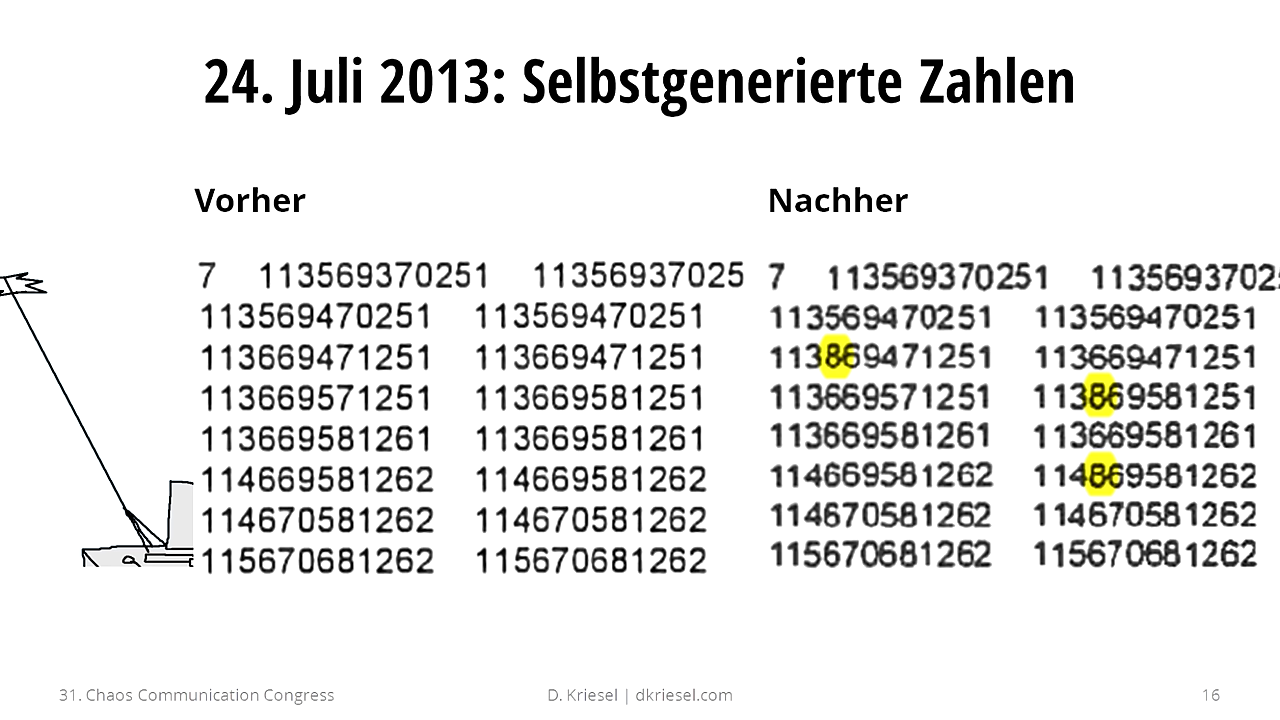 24. Juli 2013: Selbstgenerierte Zahlen
Vorher
7 113569370251 11356937025
113569470251 113569470251
113669471251 113669471251
113669571251 113669581251
113669581261 113669581261
114669581262 114669581262
114670581262 114670581262
115670681262 115670681262
Nachher
7 113569370251 11356937025
113569470251 113569470251
113869471251 113669471251
113669571251 113869581251
113669581261 113669581261
114669581262 114869581262
114670581262 114670581262
115670681262 115670681262
31. Chaos Communication Congress
D. Kriesel | dkriesel.com
16